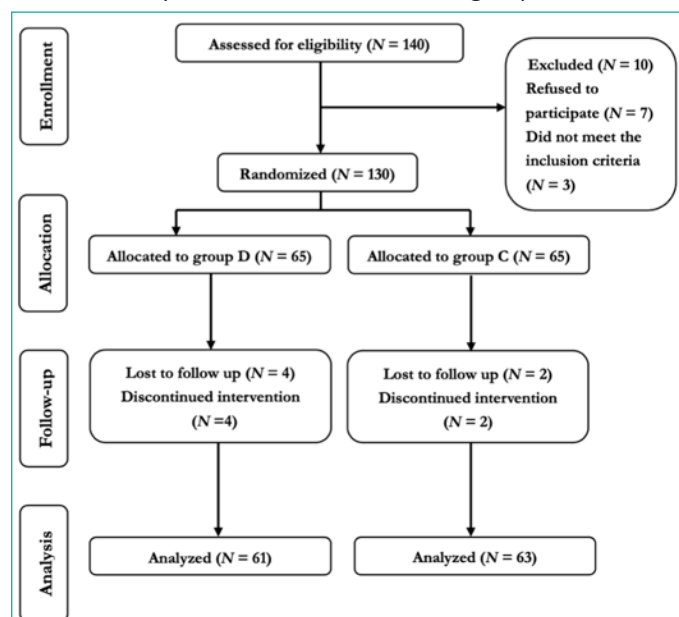 Enrollment
Assessed for eligibility (N = 140)
Excluded (N = 10)
Refused to
participate (N = 7)
Did not meet the
inclusion criteria
(N = 3)
Randomized (N = 130)
Allocation
Allocated to group D (N = 65)
Allocated to group C (N = 65)
Follow-up
Lost to follow up (N = 4)
Discontinued intervention
(N =4)
Lost to follow up (N = 2)
Discontinued intervention
(N = 2)
Analysis
Analyzed (N = 61)
Analyzed (N = 63)